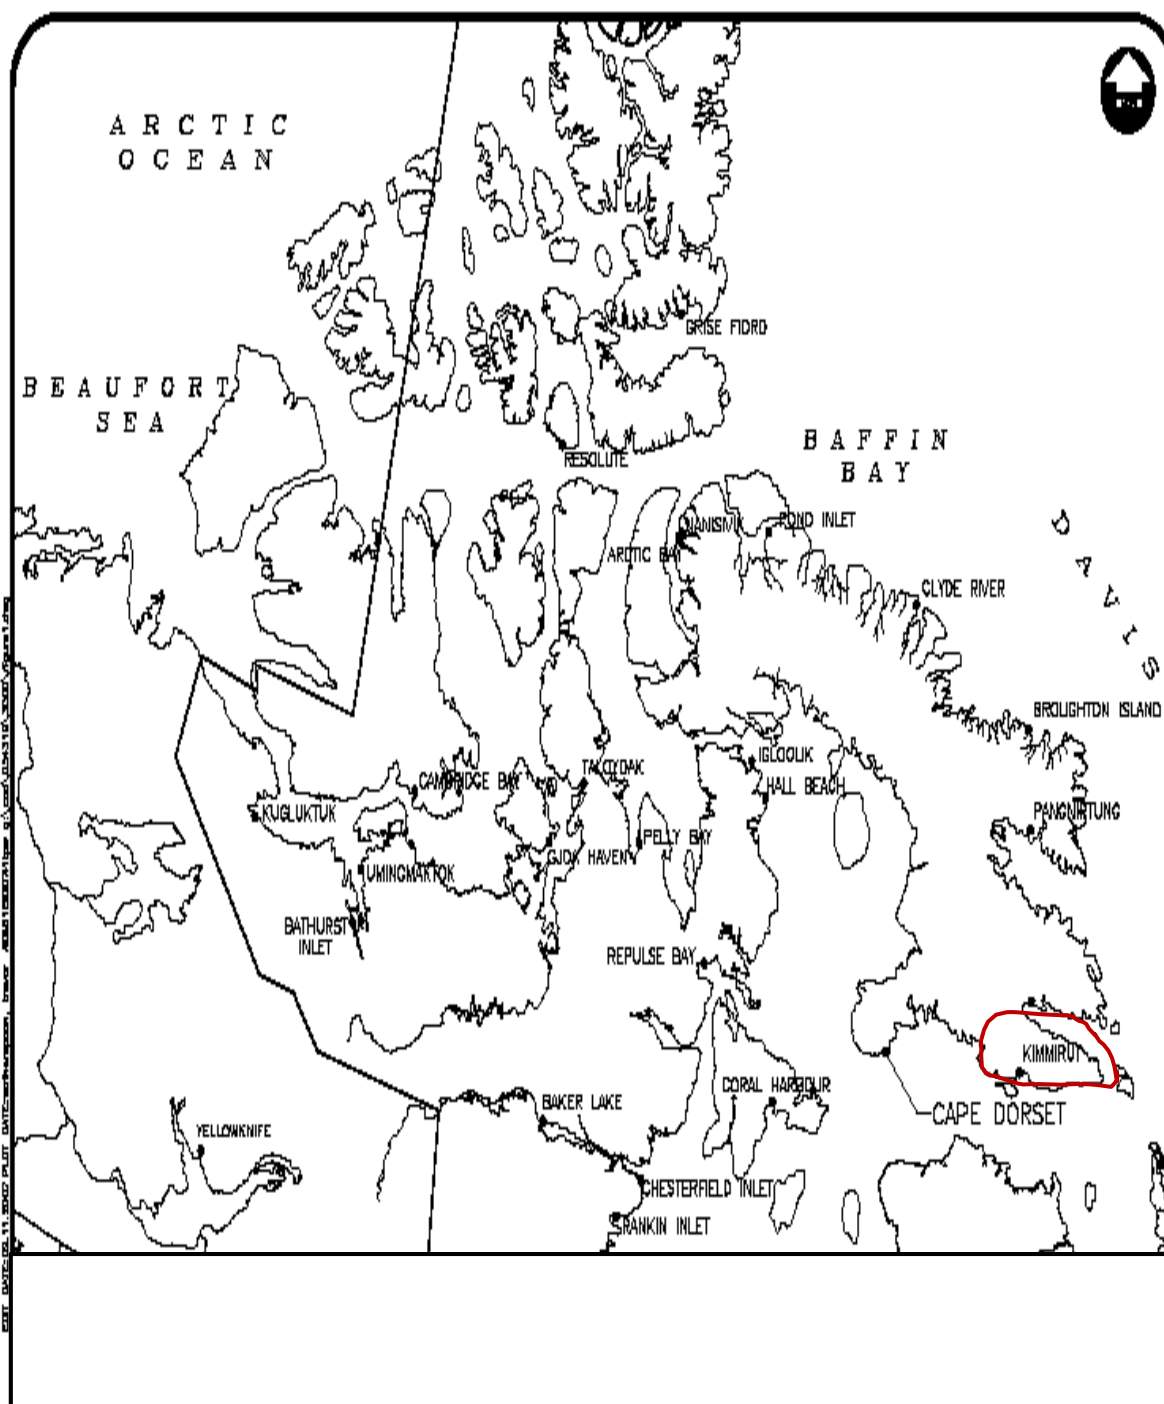 ARCTIC
OCEAN
GRISE FIORD
BEAUFORT
SEA
BAFFIN
BAY
RESOLUTE
NANISIVIK
POND INLET
ARCTIC BAY
DAVIS
CLYDE RIVER
BROUGHTON ISLAND
IGLOOLIK
TALOYOAK
CAMBRIDGE BAY
HALL BEACH
KUGLUKTUK
PANGNIRTUNG
PELLY BAY
GJOA HAVEN
UMINGMAKTOK
BATHURST
INLET
REPULSE BAY
KIMMIRUT
CORAL HARBOUR
BAKER LAKE
CAPE DORSET
YELLOWKNIFE
CHESTERFIELD INLET
RANKIN INLET